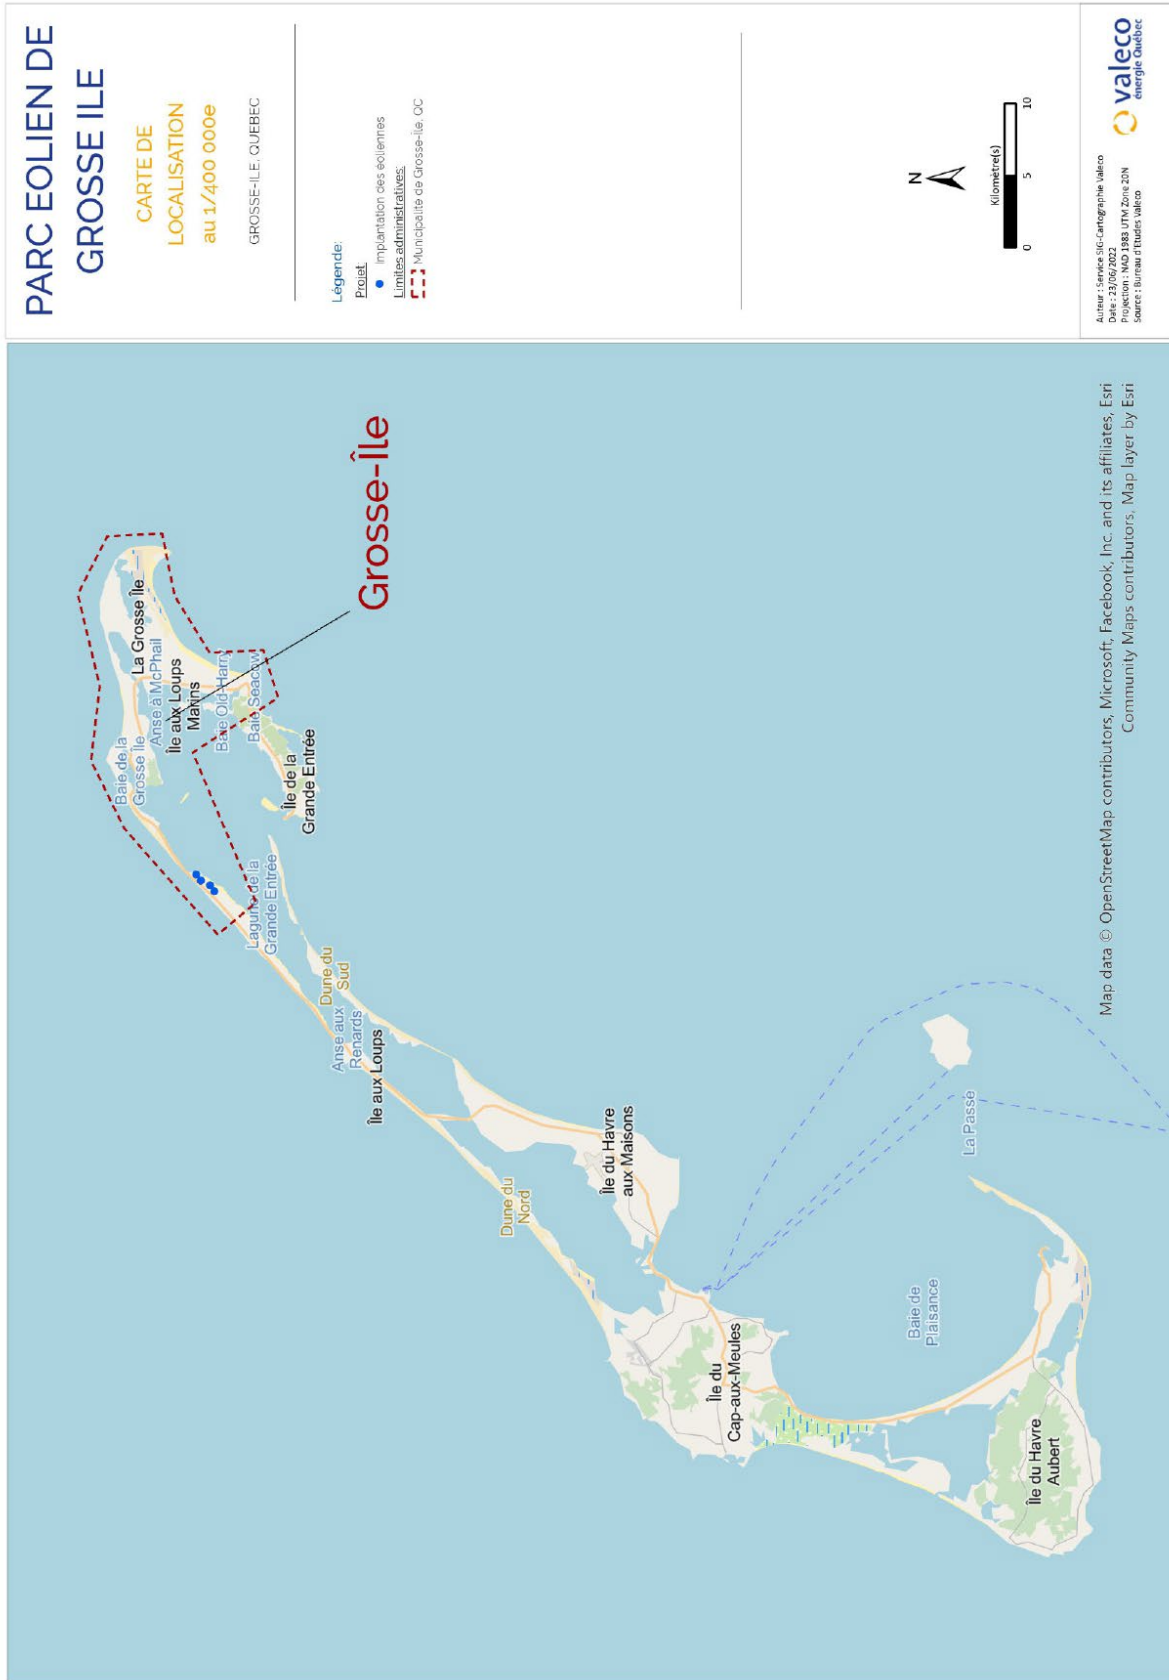 PARC EOLIEN DE
GROSSE ILE
CARTE DE
LOCALISATION
au 1/400 000e
GROSSE-ILE, QUEBEC
Légende:
Projet
Implantation des éoliennes
Limites administratives:
Municipalité de Grosse-Ile, QC
N
Kilomètre(s)
0 5 10
Auteur : Service SIG-Cartographie Valeco
Date : 23/06/2022
Projection : NAD 1983 UTM Zone 20N
Source : Bureau d'Etudes Valeco
valeco
énergie Québec
Grosse-Île
La Grosse Île
Anse à McPhail
Île aux Loups
Marins
Baie Old-Harry
Baie Seacow
Baie de la
Grosse Île
Île de la
Grande Entrée
Lagune de la
Grande Entrée
Dune du
Sud
Anse aux
Renards
Île aux Loups
Dune du
Nord
Île du Havre
aux Maisons
La Passe
Île du
Cap-aux-Meules
Baie de
Plaisance
Île du Havre
Aubert
Map data © OpenStreetMap contributors, Microsoft, Facebook, Inc. and its affiliates, Esri
Community Maps contributors, Map layer by Esri